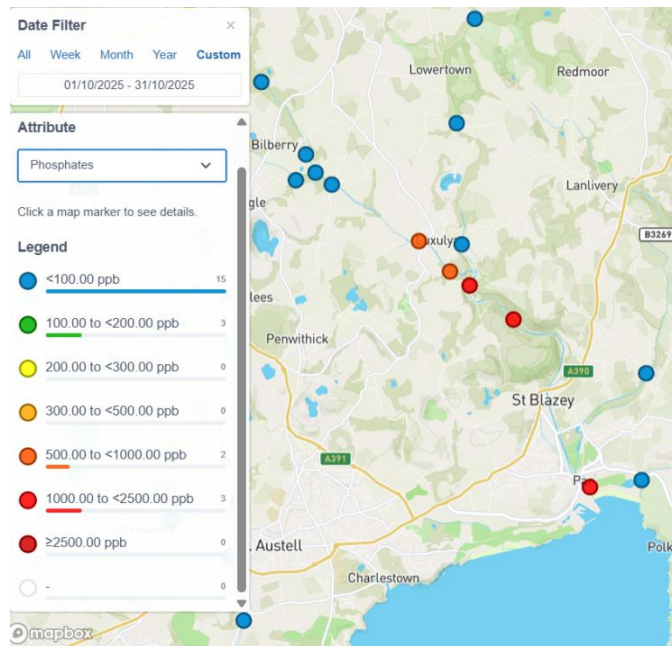 Date Filter ×
All Week Month Year Custom
01/10/2025 - 31/10/2025
Attribute
Phosphates
Click a map marker to see details.
Legend
<100.00 ppb 15
100.00 to <200.00 ppb 3
200.00 to <300.00 ppb 0
300.00 to <500.00 ppb 0
500.00 to <1000.00 ppb 2
1000.00 to <2500.00 ppb 3
≥2500.00 ppb 0
- 0
mapbox
Lowertown
Redmoor
Bilberry
Lanlivery
gle
B3269
uxuly
lees
Penwithick
A390
St Blazey
A391
Pa
. Austell
Polk
Charlestown